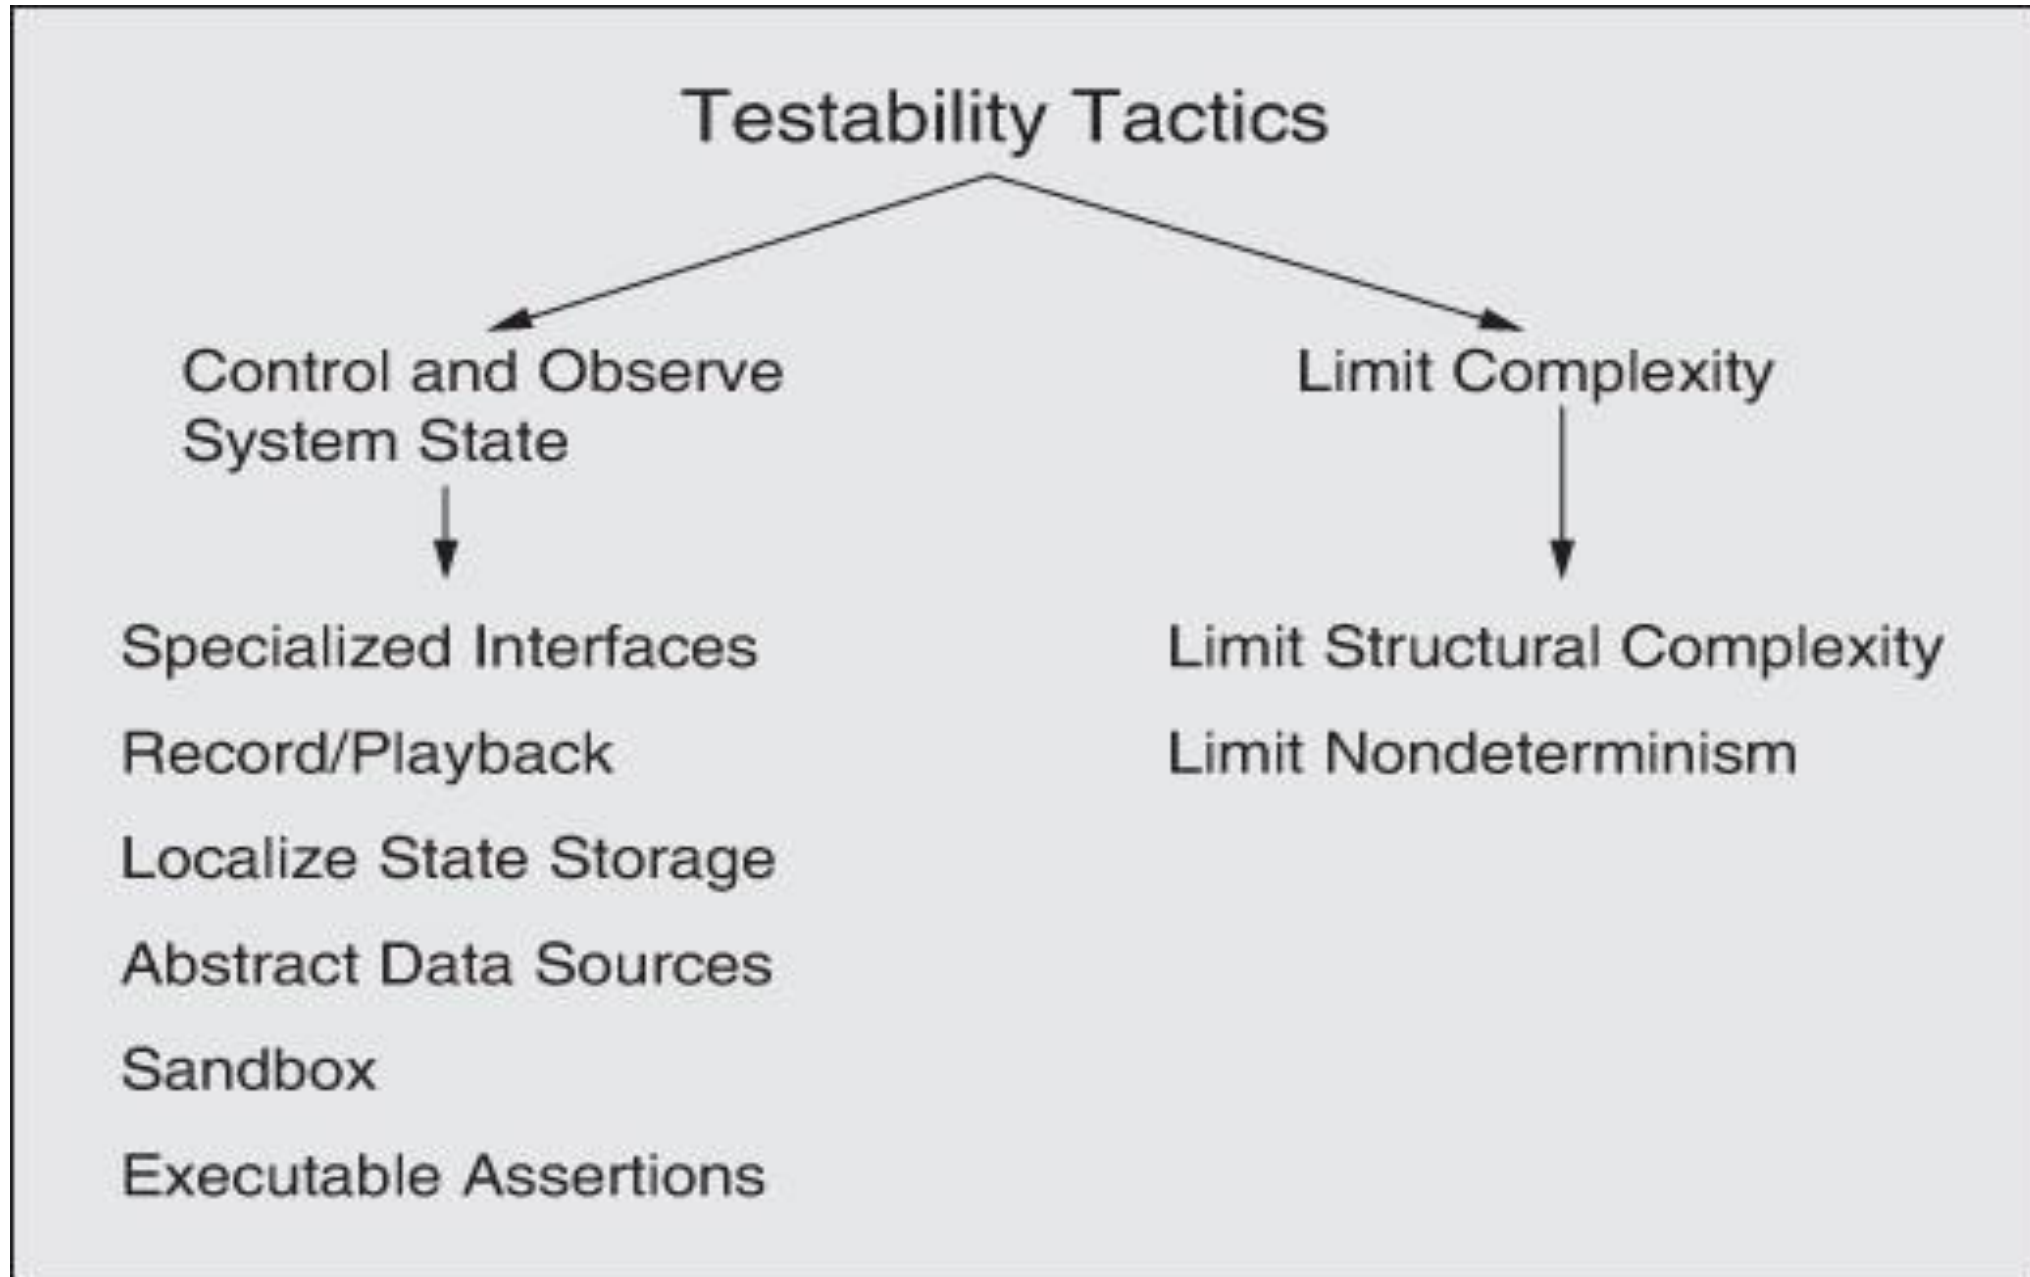 Testability Tactics
Control and Observe
System State
Limit Complexity
Specialized Interfaces
Record/Playback
Localize State Storage
Abstract Data Sources
Sandbox
Executable Assertions
Limit Structural Complexity
Limit Nondeterminism